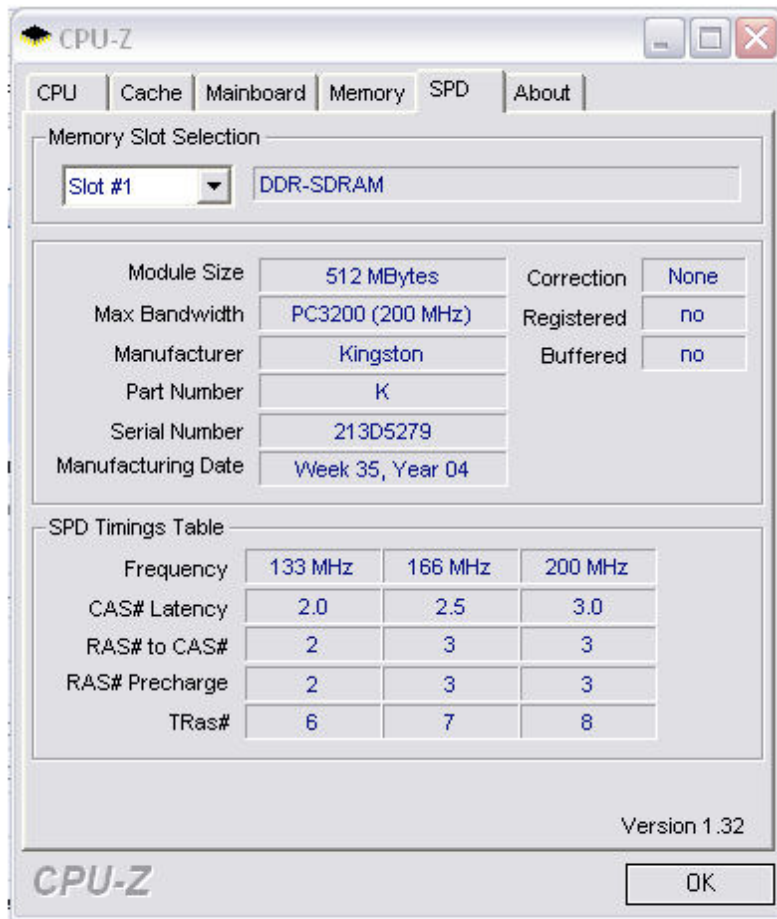 CPU-Z
CPU Cache Mainboard Memory SPD About
Memory Slot Selection
Slot #1 DDR-SDRAM
Module Size 512 MBytes Correction None
Max Bandwidth PC3200 (200 MHz) Registered no
Manufacturer Kingston Buffered no
Part Number K
Serial Number 213D5279
Manufacturing Date Week 35, Year 04
SPD Timings Table
Frequency 133 MHz 166 MHz 200 MHz
CAS# Latency 2.0 2.5 3.0
RAS# to CAS# 2 3 3
RAS# Precharge 2 3 3
TRas# 6 7 8
Version 1.32
CPU-Z OK